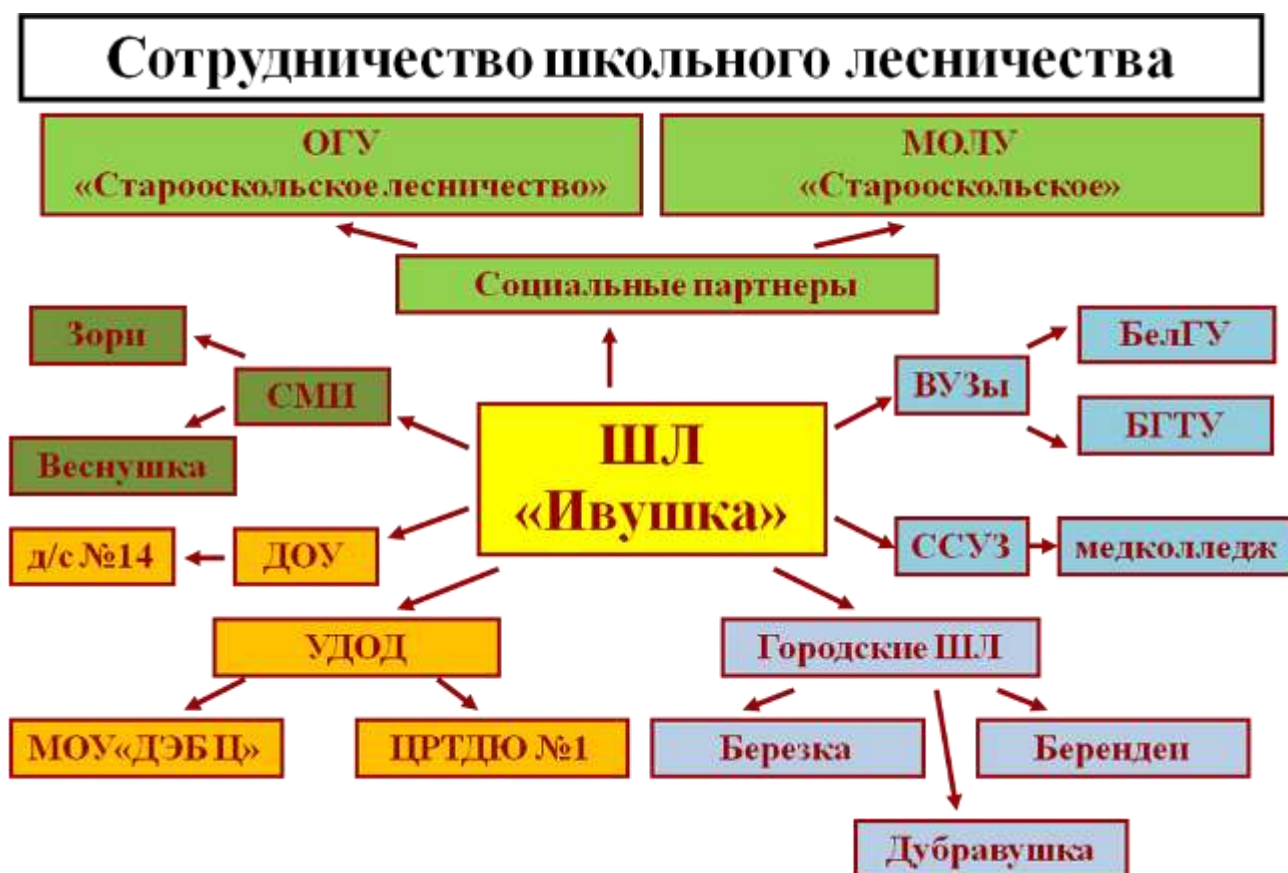 Сотрудничество школьного лесничества
ОГУ
«Старооскольское лесничество»
МОЛУ
«Старооскольское»
Социальные партнеры
Зори
СМИ
Веснушка
ВУЗы
БелГУ
БГТУ
ШЛ
«Ивушка»
д/с №14
ДОУ
ССУЗ
медколледж
УДОД
Городские ШЛ
МОУ«ДЭБЦ»
ЦРТДЮ №1
Березка
Берендеи
Дубравушка